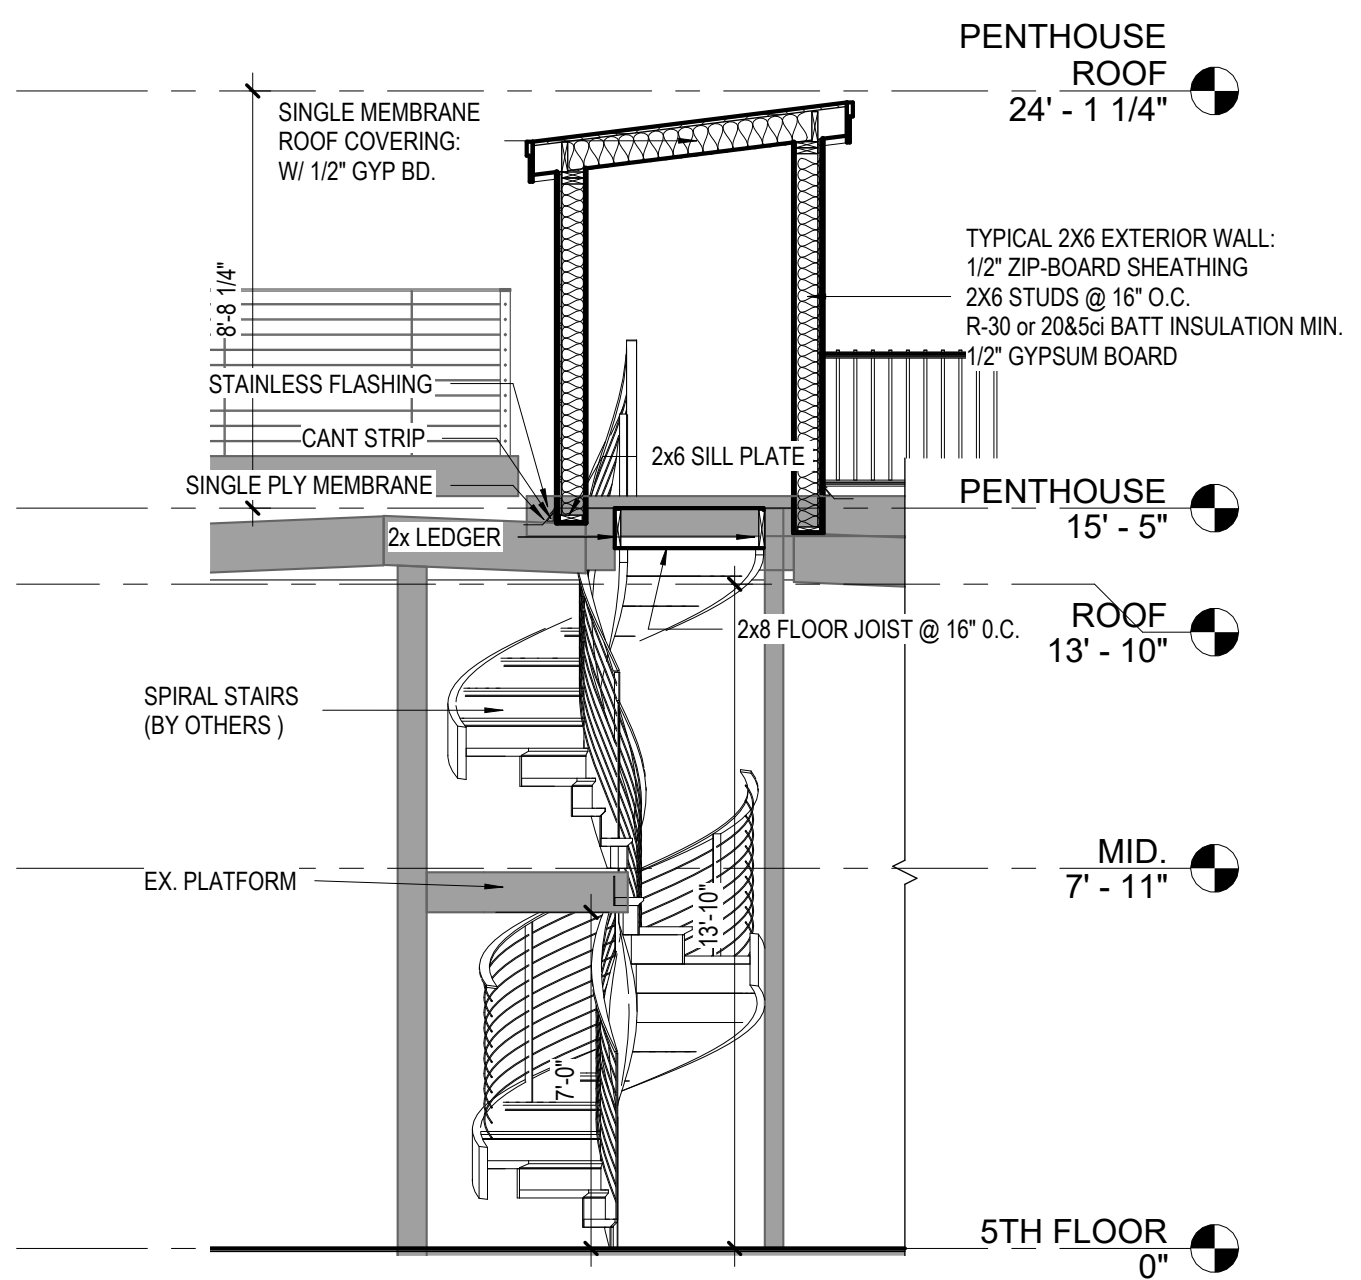 PENTHOUSE
ROOF
24' - 1 1/4"
SINGLE MEMBRANE
ROOF COVERING:
W/ 1/2" GYP BD.
TYPICAL 2X6 EXTERIOR WALL:
1/2" ZIP-BOARD SHEATHING
2X6 STUDS @ 16" O.C.
R-30 or 20&5ci BATT INSULATION MIN.
1/2" GYPSUM BOARD
8'-8 1/4"
STAINLESS FLASHING
CANT STRIP
2x6 SILL PLATE
SINGLE PLY MEMBRANE
PENTHOUSE
15' - 5"
2x LEDGER
2x8 FLOOR JOIST @ 16" 0.C.
ROOF
13' - 10"
SPIRAL STAIRS
(BY OTHERS )
MID.
7' - 11"
EX. PLATFORM
13'-10"
7'-0"
5TH FLOOR
0"